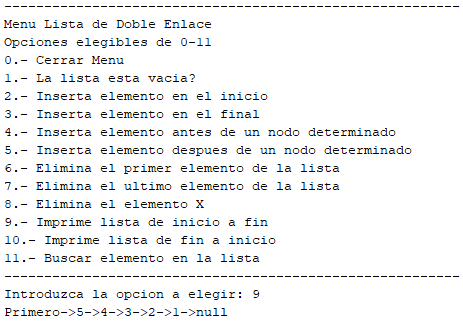 ------------------------------------------------------------
Menu Lista de Doble Enlace
Opciones elegibles de 0-11
0.- Cerrar Menu
1.- La lista esta vacia?
2.- Inserta elemento en el inicio
3.- Inserta elemento en el final
4.- Inserta elemento antes de un nodo determinado
5.- Inserta elemento despues de un nodo determinado
6.- Elimina el primer elemento de la lista
7.- Elimina el ultimo elemento de la lista
8.- Elimina el elemento X
9.- Imprime lista de inicio a fin
10.- Imprime lista de fin a inicio
11.- Buscar elemento en la lista
------------------------------------------------------------
Introduzca la opcion a elegir: 9
Primero->5->4->3->2->1->null